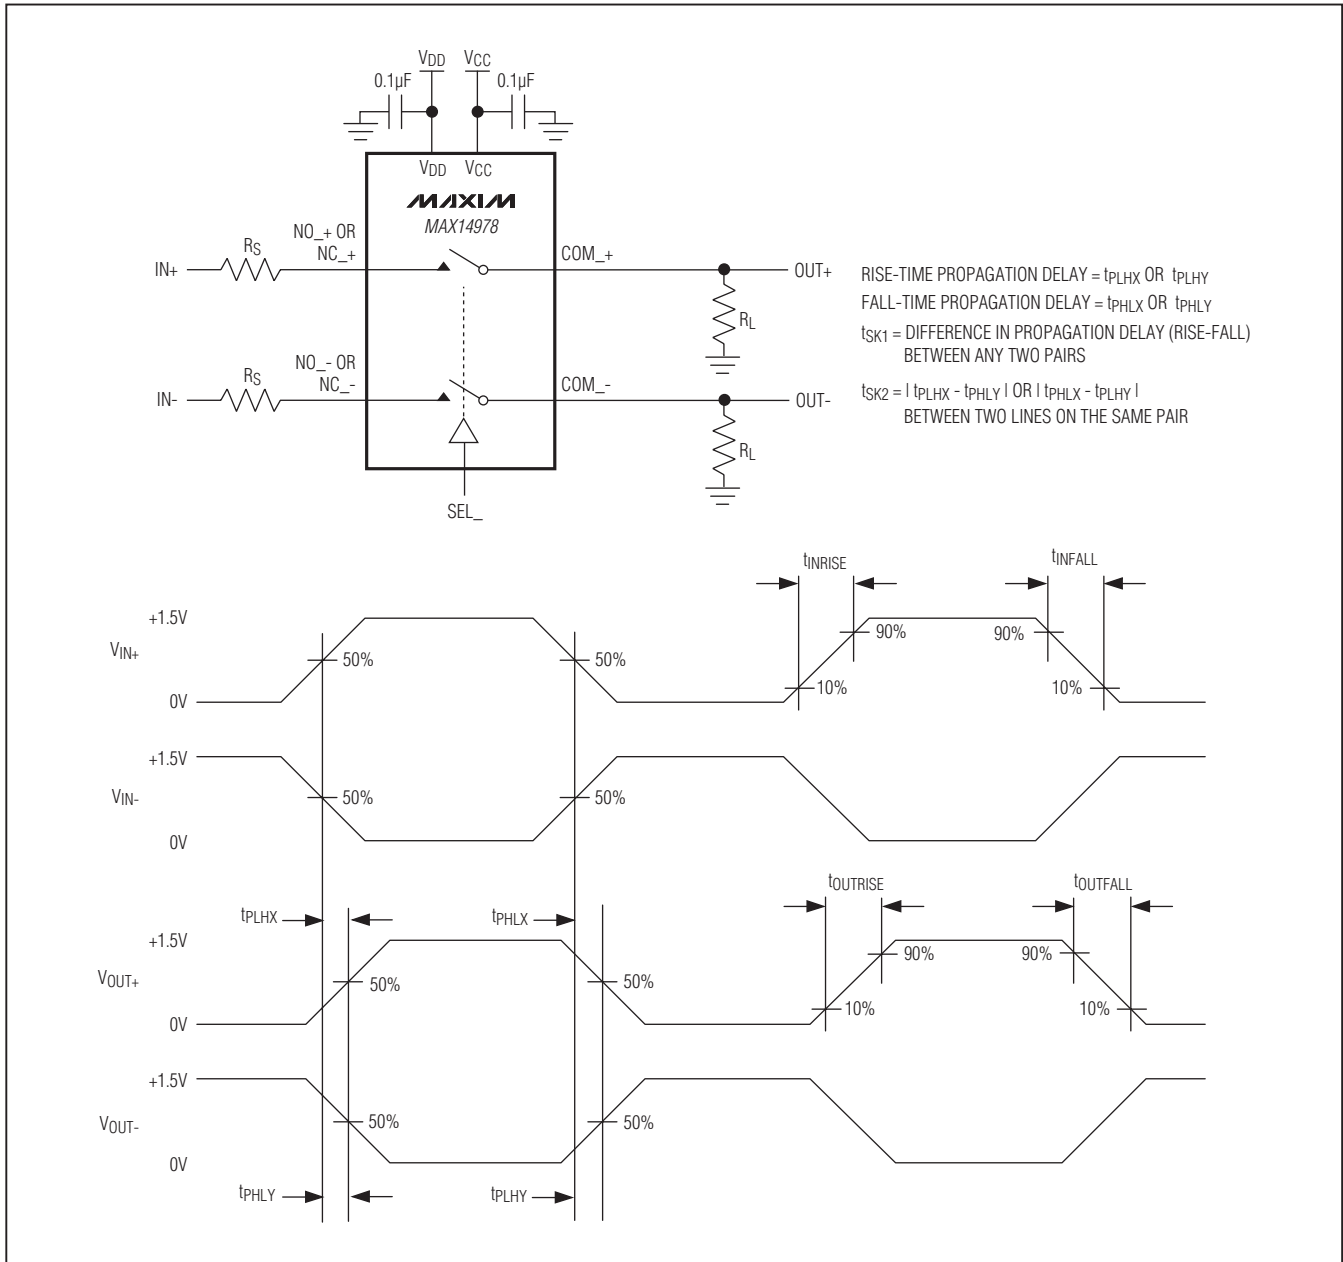 VDD VCC
0.1µF 0.1µF
VDD VCC
MAXIM
MAX14978
NO_+ OR
NC_+
RS
IN+
COM_+
OUT+
RL
NO_- OR
NC_-
RS
IN-
COM_-
OUT-
RL
SEL_
RISE-TIME PROPAGATION DELAY = tPLHX OR tPLHY
FALL-TIME PROPAGATION DELAY = tPHLX OR tPHLY
tSK1 = DIFFERENCE IN PROPAGATION DELAY (RISE-FALL)
BETWEEN ANY TWO PAIRS
tSK2 = | tPLHX - tPHLY | OR | tPHLX - tPLHY |
BETWEEN TWO LINES ON THE SAME PAIR
tINRISE tINFALL
+1.5V
VIN+
0V
50% 50% 90% 90%
10% 10%
+1.5V
VIN-
0V
50% 50%
tOUTRISE tOUTFALL
tPLHX tPHLX
+1.5V
VOUT+
0V
50% 50% 90% 90%
10% 10%
+1.5V
VOUT-
0V
50% 50%
tPHLY tPLHY